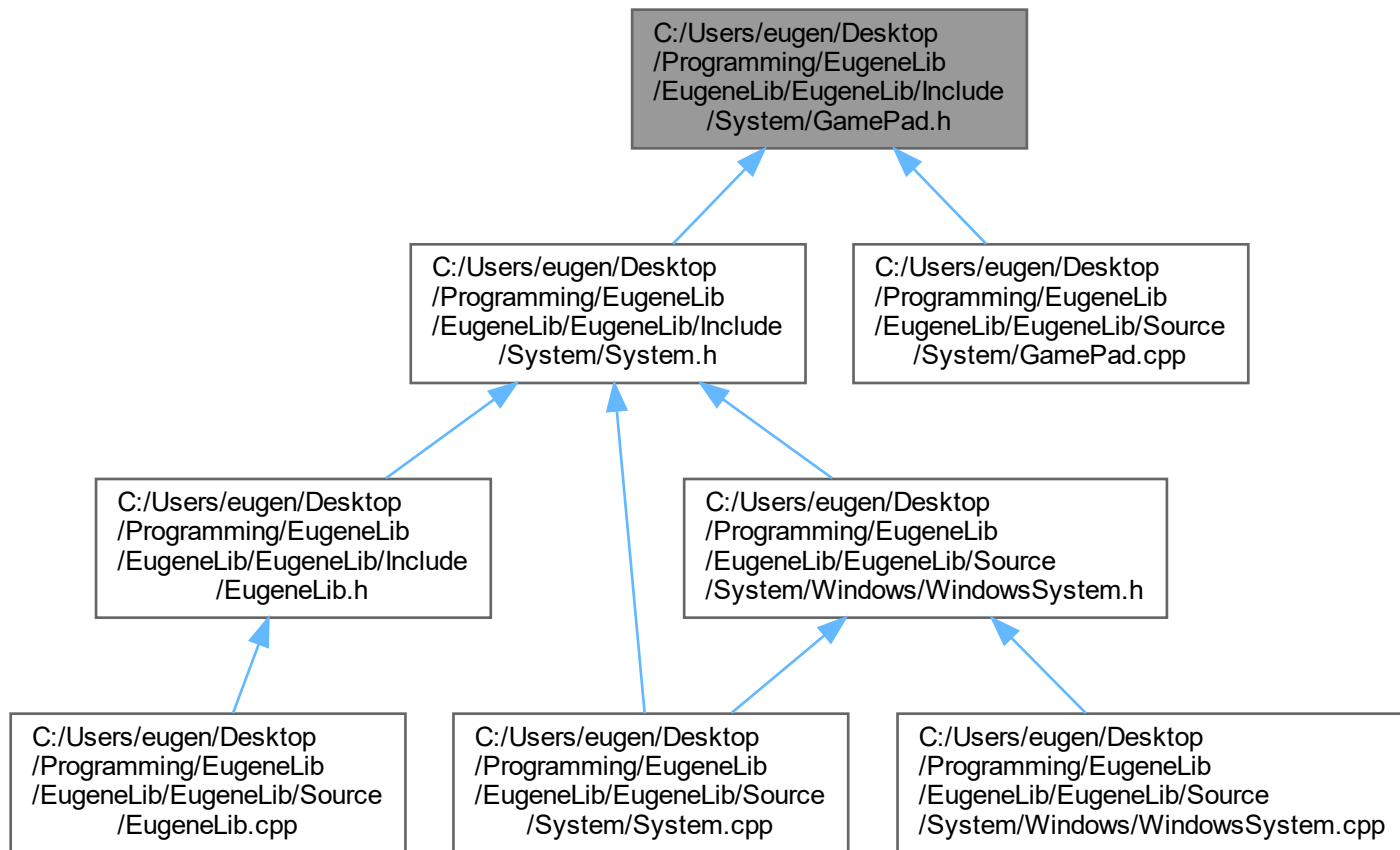 C:/Users/eugen/Desktop
/Programming/EugeneLib
/EugeneLib/EugeneLib/Include
/System/GamePad.h
C:/Users/eugen/Desktop
/Programming/EugeneLib
/EugeneLib/EugeneLib/Include
/System/System.h
C:/Users/eugen/Desktop
/Programming/EugeneLib
/EugeneLib/EugeneLib/Source
/System/GamePad.cpp
C:/Users/eugen/Desktop
/Programming/EugeneLib
/EugeneLib/EugeneLib/Include
/EugeneLib.h
C:/Users/eugen/Desktop
/Programming/EugeneLib
/EugeneLib/EugeneLib/Source
/System/Windows/WindowsSystem.h
C:/Users/eugen/Desktop
/Programming/EugeneLib
/EugeneLib/EugeneLib/Source
/EugeneLib.cpp
C:/Users/eugen/Desktop
/Programming/EugeneLib
/EugeneLib/EugeneLib/Source
/System/System.cpp
C:/Users/eugen/Desktop
/Programming/EugeneLib
/EugeneLib/EugeneLib/Source
/System/Windows/WindowsSystem.cpp